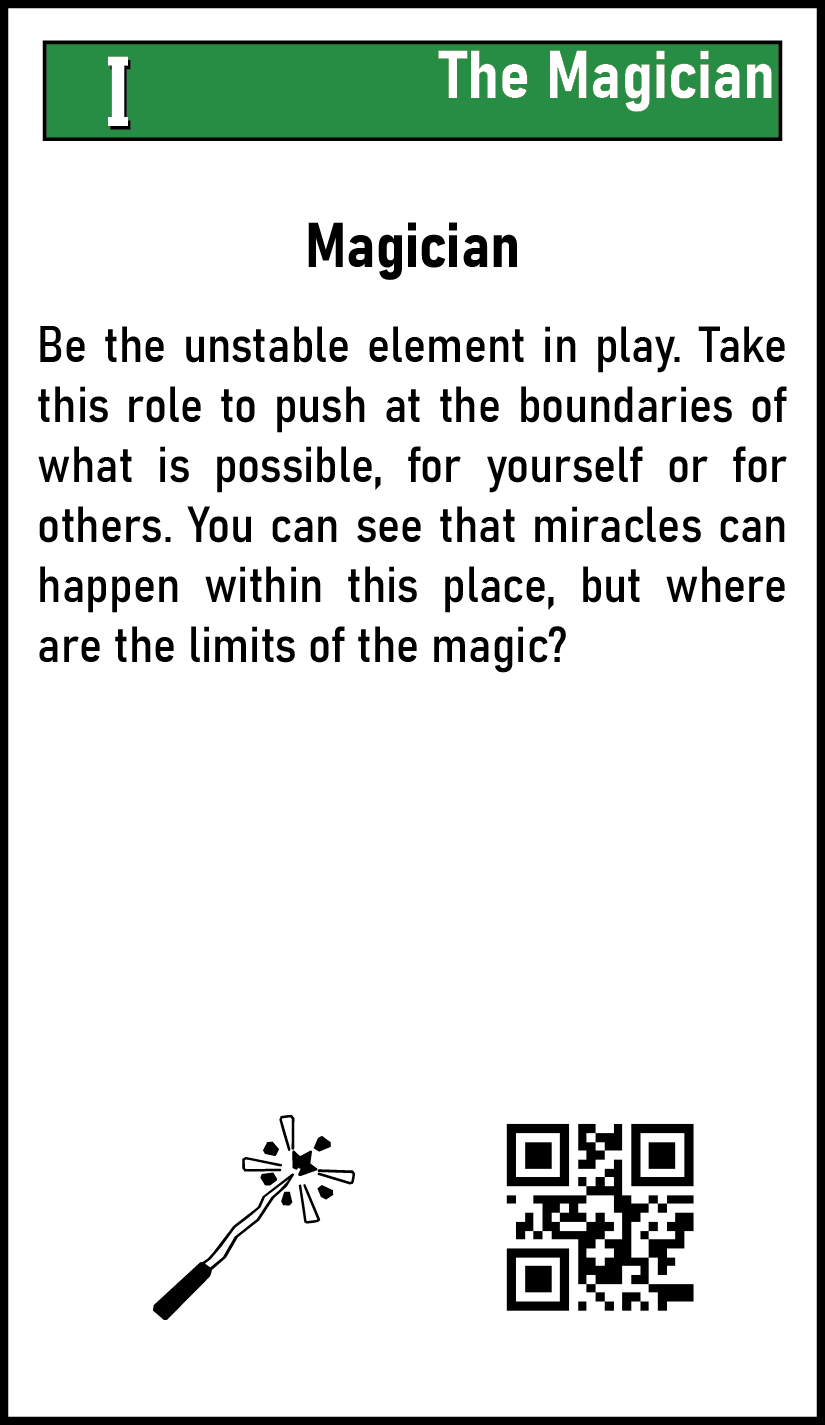 I
The Magician
Magician
Be the unstable element in play. Take
this role to push at the boundaries of
what is possible, for yourself or for
others. You can see that miracles can
happen within this place, but where
are the limits of the magic?